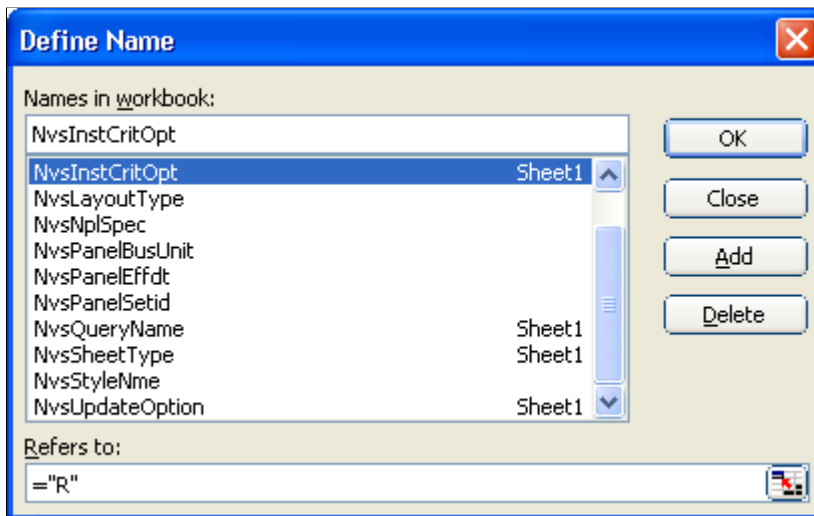 Define Name
Names in workbook:
NvsInstCritOpt
OK
NvsInstCritOpt Sheet1
NvsLayoutType
Close
NvsNplSpec
NvsPanelBusUnit
Add
NvsPanelEffdt
NvsPanelSetid
Delete
NvsQueryName Sheet1
NvsSheetType Sheet1
NvsStyleNme
NvsUpdateOption Sheet1
Refers to:
="R"